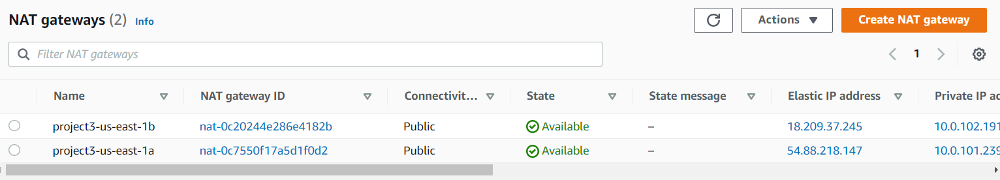 NAT gateways (2) Info
Actions Create NAT gateway
Filter NAT gateways
1
Name NAT gateway ID Connectivit... State State message Elastic IP address Private IP ad
project3-us-east-1b nat-0c20244e286e4182b Public Available – 18.209.37.245 10.0.102.191
project3-us-east-1a nat-0c7550f17a5d1f0d2 Public Available – 54.88.218.147 10.0.101.239